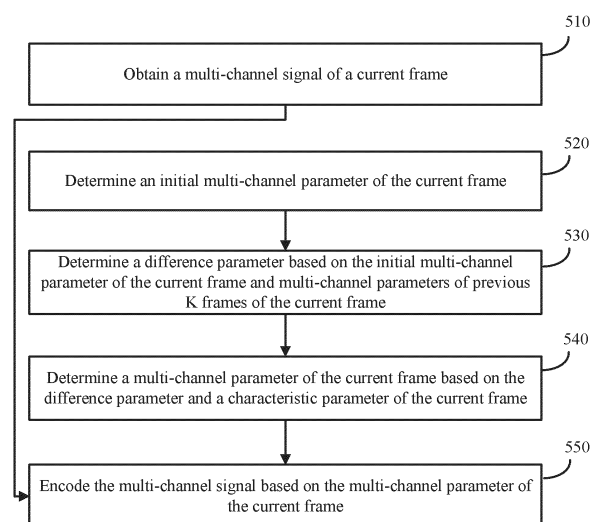 510
Obtain a multi-channel signal of a current frame
520
Determine an initial multi-channel parameter of the current frame
530
Determine a difference parameter based on the initial multi-channel
parameter of the current frame and multi-channel parameters of previous
K frames of the current frame
540
Determine a multi-channel parameter of the current frame based on the
difference parameter and a characteristic parameter of the current frame
550
Encode the multi-channel signal based on the multi-channel parameter of
the current frame